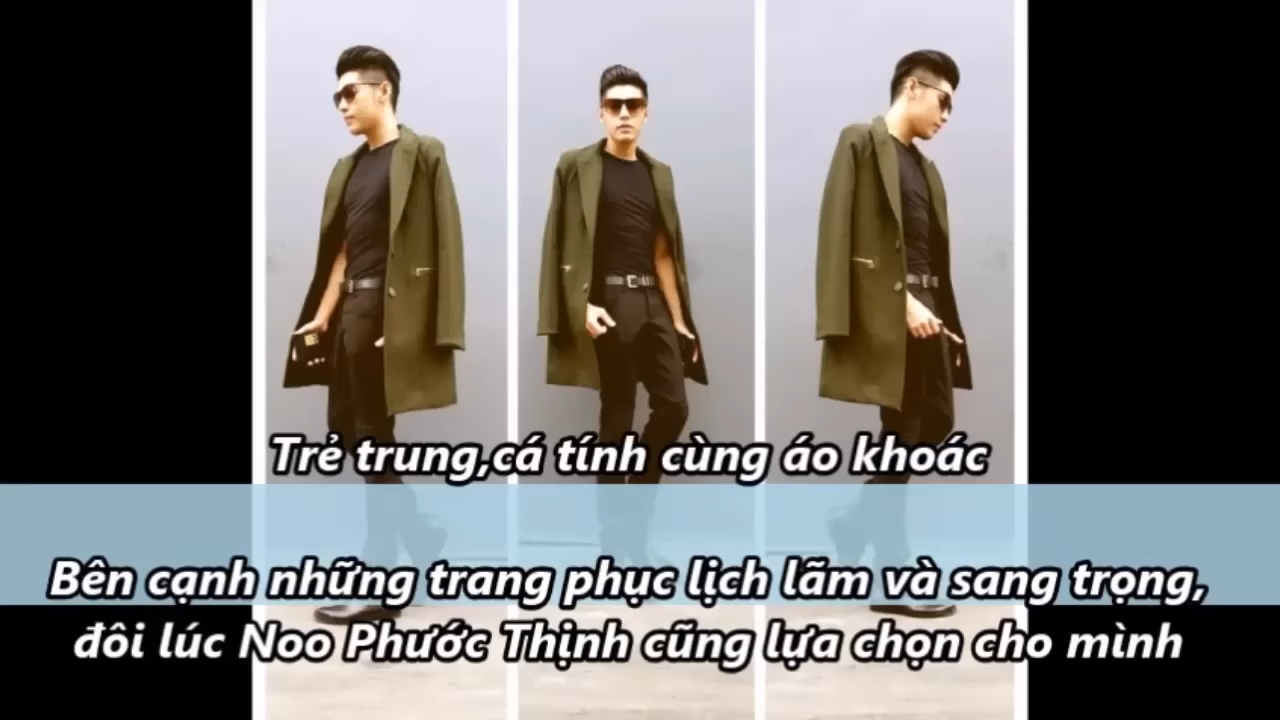 Trẻ trung,cá tính cùng áo khoác
Bên cạnh những trang phục lịch lãm và sang trọng,
đôi lúc Noo Phước Thịnh cũng lựa chọn cho mình